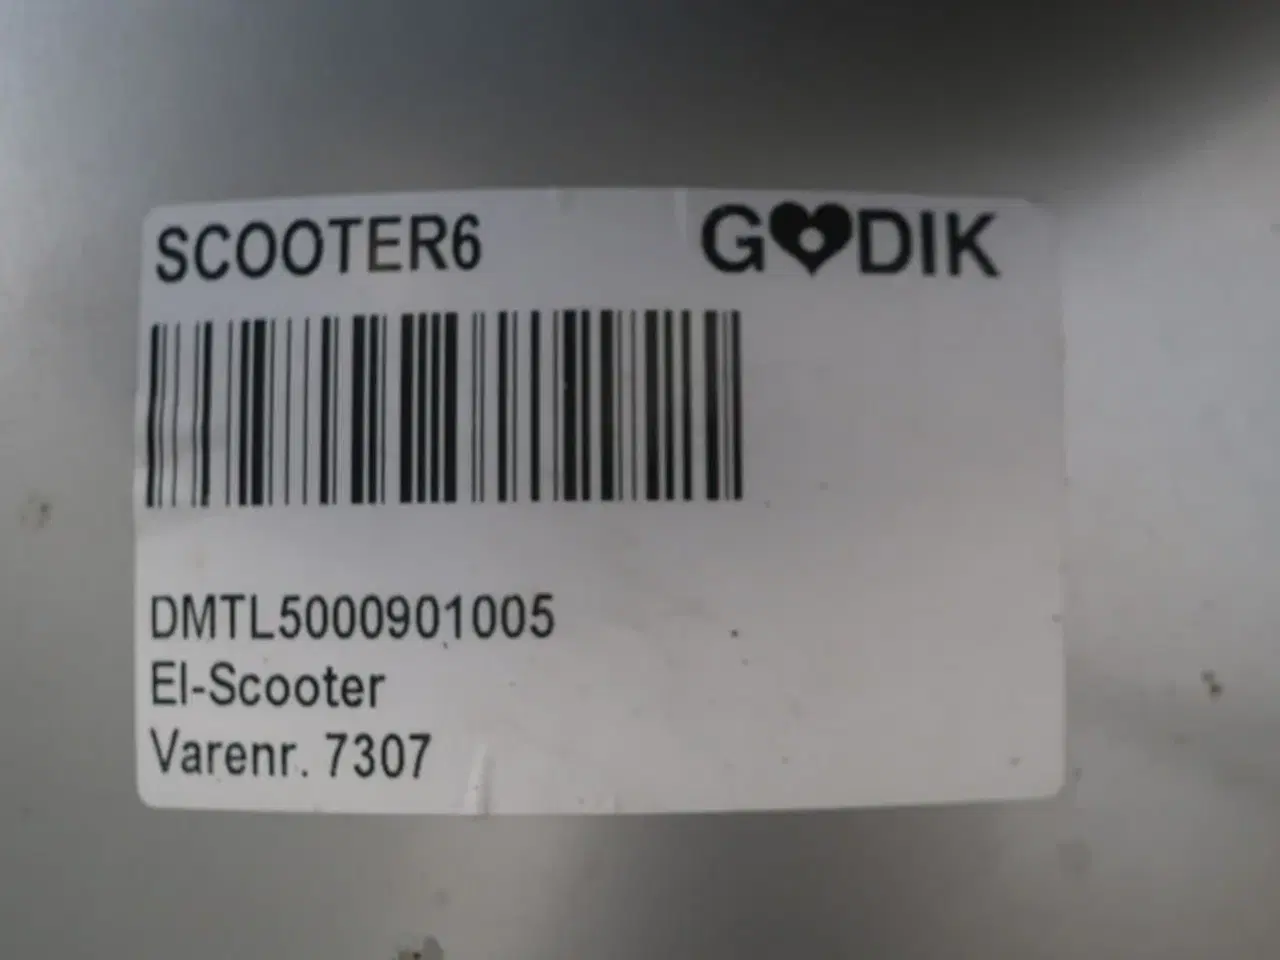 SCOOTER6
GODIK
DMTL5000901005
El-Scooter
Varenr. 7307